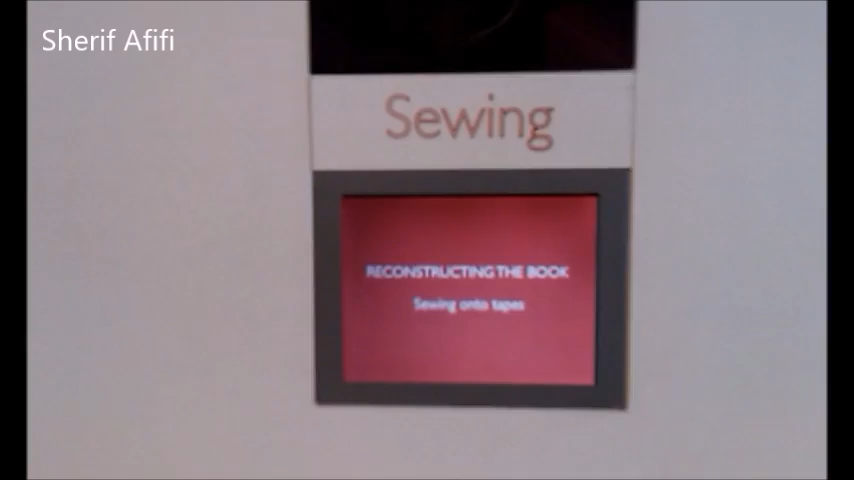 Sherif Afifi
Sewing
RECONSTRUCTING THE BOOK
Sewing onto tapes